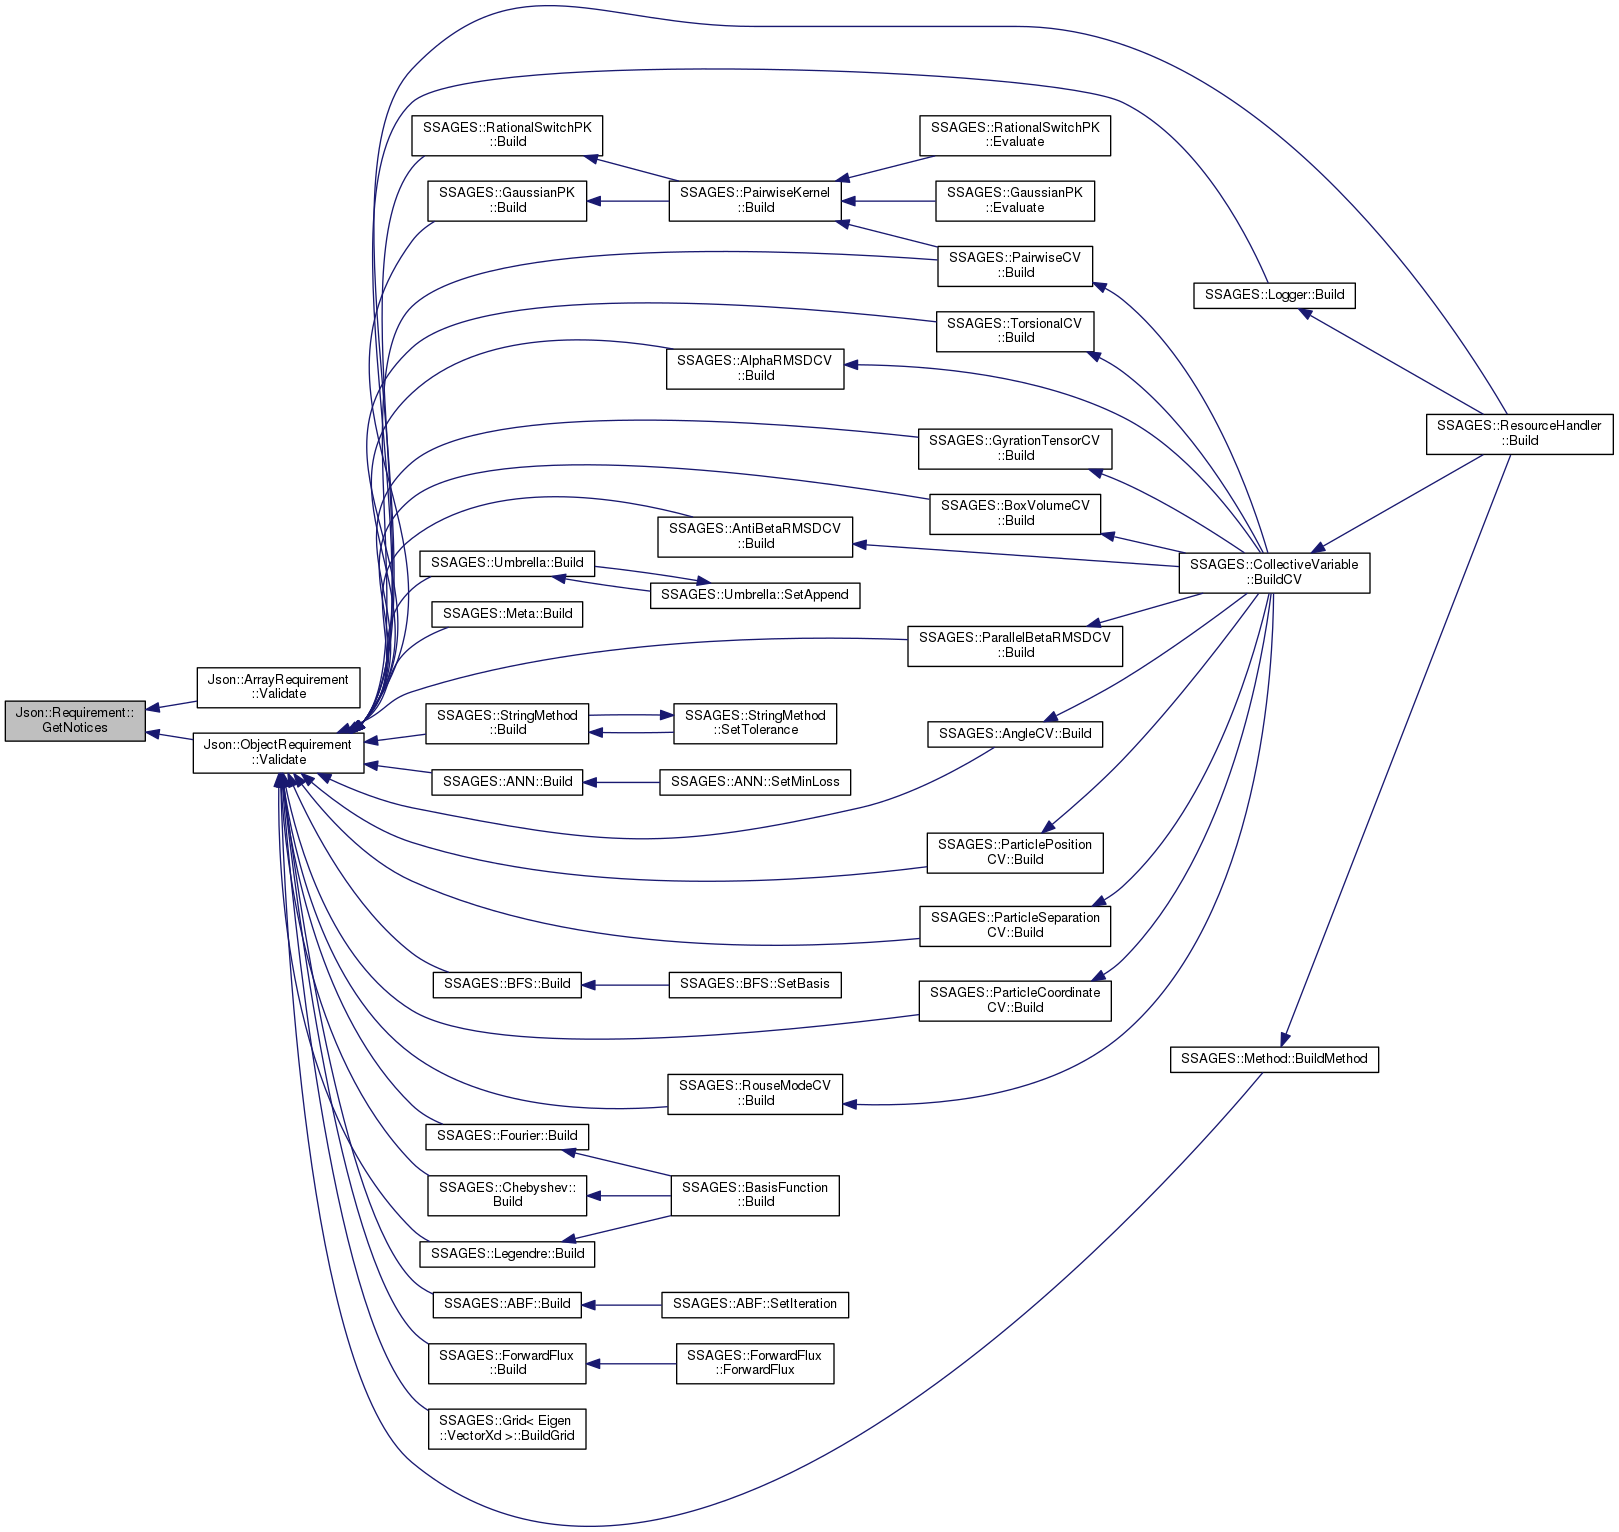 SSAGES::RationalSwitchPK
::Build
SSAGES::RationalSwitchPK
::Evaluate
SSAGES::GaussianPK
::Build
SSAGES::PairwiseKernel
::Build
SSAGES::GaussianPK
::Evaluate
SSAGES::PairwiseCV
::Build
SSAGES::Logger::Build
SSAGES::TorsionalCV
::Build
SSAGES::AlphaRMSDCV
::Build
SSAGES::ResourceHandler
::Build
SSAGES::GyrationTensorCV
::Build
SSAGES::BoxVolumeCV
::Build
SSAGES::AntiBetaRMSDCV
::Build
SSAGES::Umbrella::Build
SSAGES::CollectiveVariable
::BuildCV
SSAGES::Umbrella::SetAppend
SSAGES::Meta::Build
SSAGES::ParallelBetaRMSDCV
::Build
Json::ArrayRequirement
::Validate
Json::Requirement::
GetNotices
SSAGES::StringMethod
::Build
SSAGES::StringMethod
::SetTolerance
SSAGES::AngleCV::Build
Json::ObjectRequirement
::Validate
SSAGES::ANN::Build
SSAGES::ANN::SetMinLoss
SSAGES::ParticlePosition
CV::Build
SSAGES::ParticleSeparation
CV::Build
SSAGES::BFS::Build
SSAGES::BFS::SetBasis
SSAGES::ParticleCoordinate
CV::Build
SSAGES::Method::BuildMethod
SSAGES::RouseModeCV
::Build
SSAGES::Fourier::Build
SSAGES::Chebyshev::
Build
SSAGES::BasisFunction
::Build
SSAGES::Legendre::Build
SSAGES::ABF::Build
SSAGES::ABF::SetIteration
SSAGES::ForwardFlux
::Build
SSAGES::ForwardFlux
::ForwardFlux
SSAGES::Grid< Eigen
::VectorXd >::BuildGrid